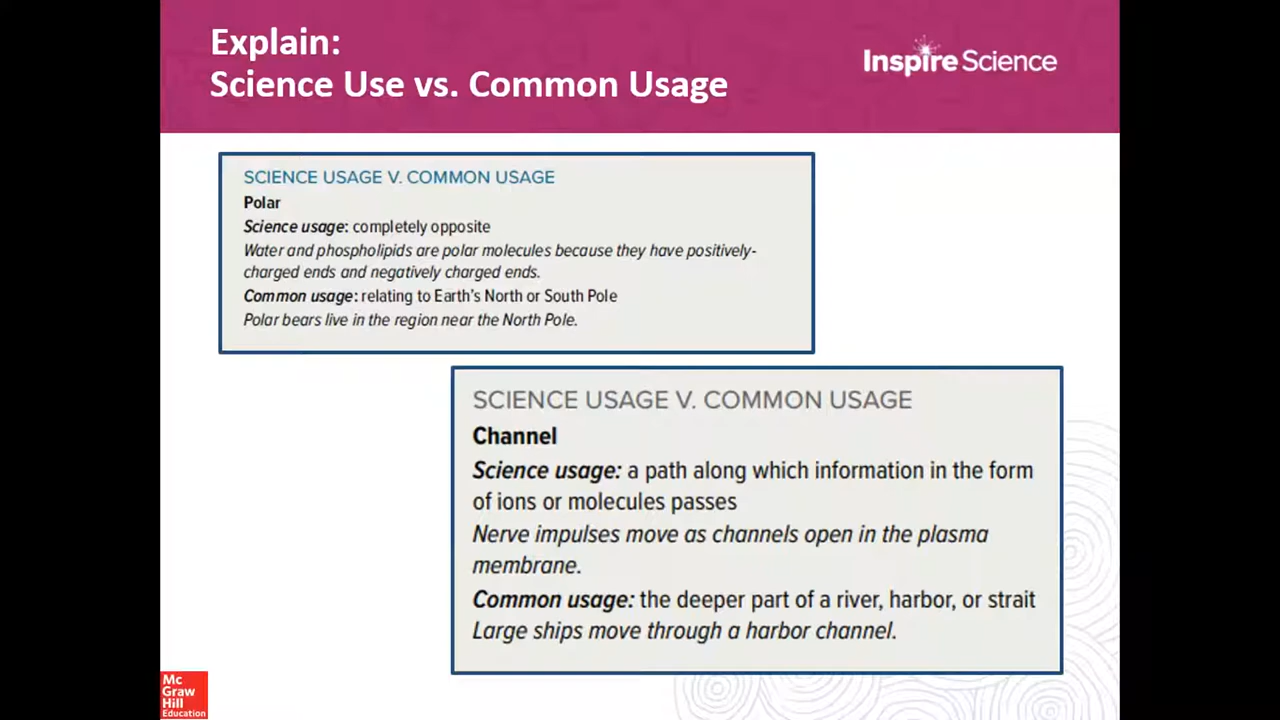 Explain:
Science Use vs. Common Usage
Inspire Science
SCIENCE USAGE V. COMMON USAGE
Polar
Science usage: completely opposite
Water and phospholipids are polar molecules because they have positively-
charged ends and negatively charged ends.
Common usage: relating to Earth's North or South Pole
Polar bears live in the region near the North Pole.
SCIENCE USAGE V. COMMON USAGE
Channel
Science usage: a path along which information in the form
of ions or molecules passes
Nerve impulses move as channels open in the plasma
membrane.
Common usage: the deeper part of a river, harbor, or strait
Large ships move through a harbor channel.
Mc
Graw
Hill
Education